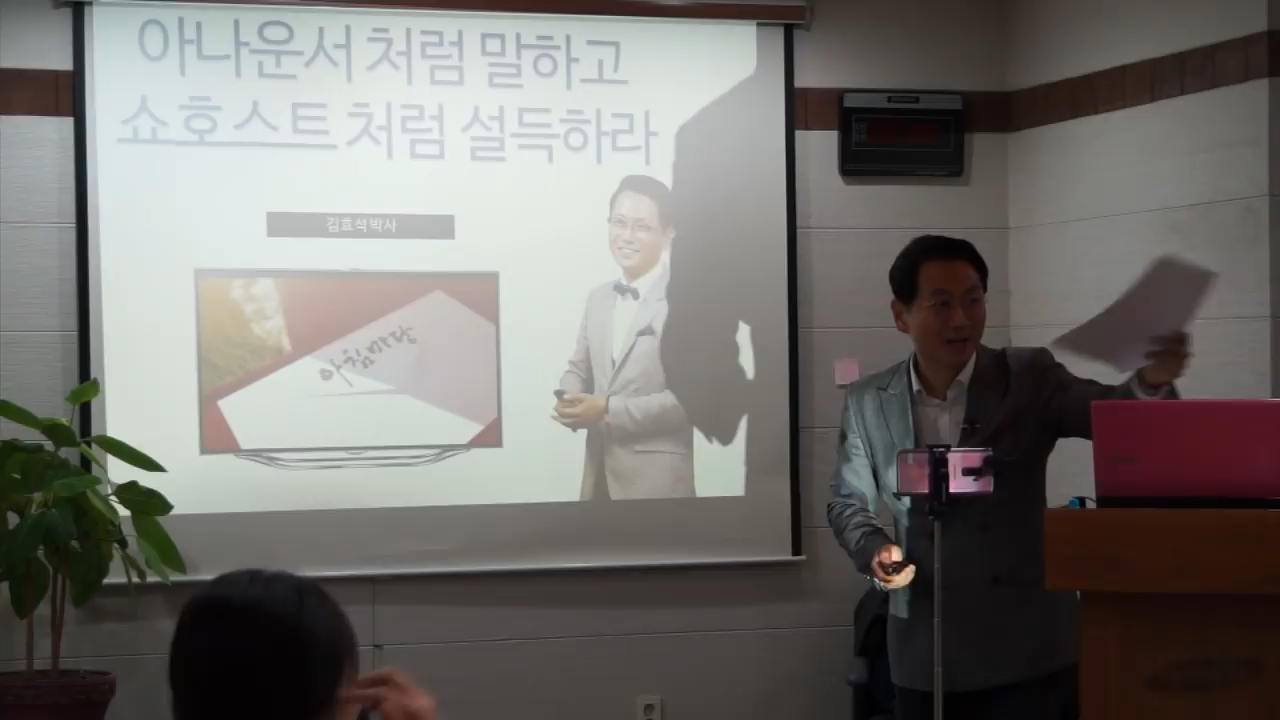 아나운서 처럼 말하고
쇼호스트 처럼 설득하라
김효석 박사
아침마당